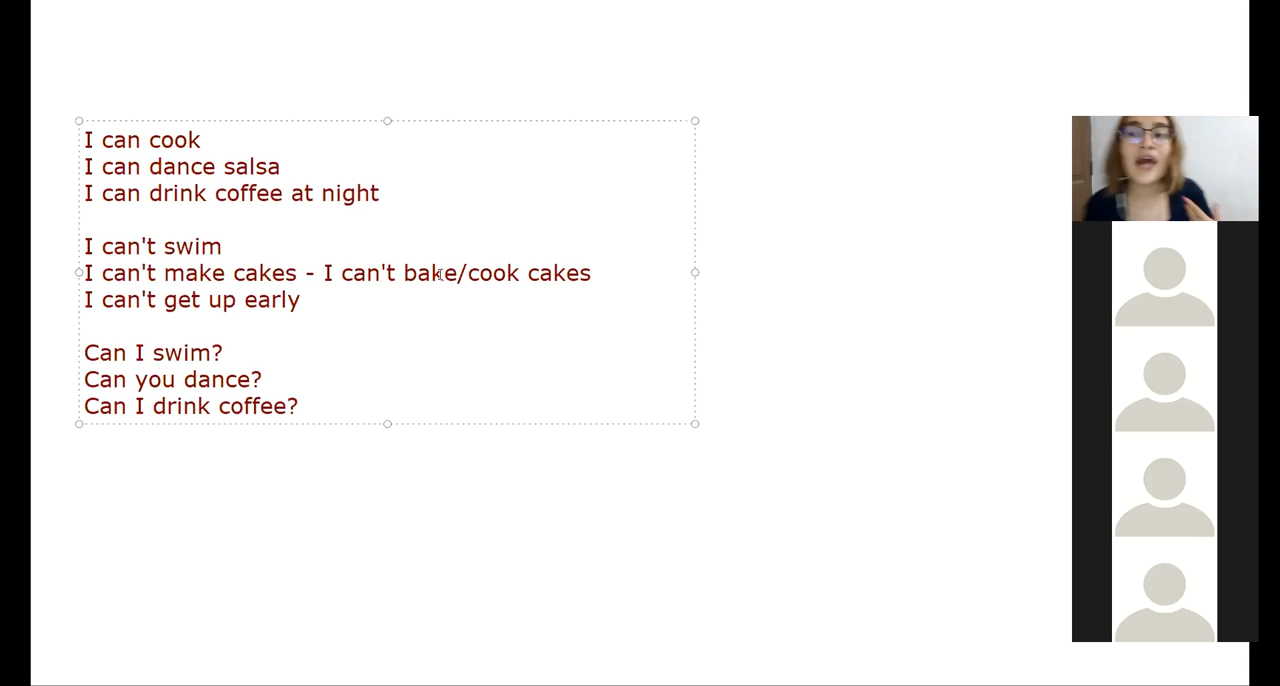 I can cook
I can dance salsa
I can drink coffee at night
I can't swim
I can't make cakes - I can't bake/cook cakes
I can't get up early
Can I swim?
Can you dance?
Can I drink coffee?